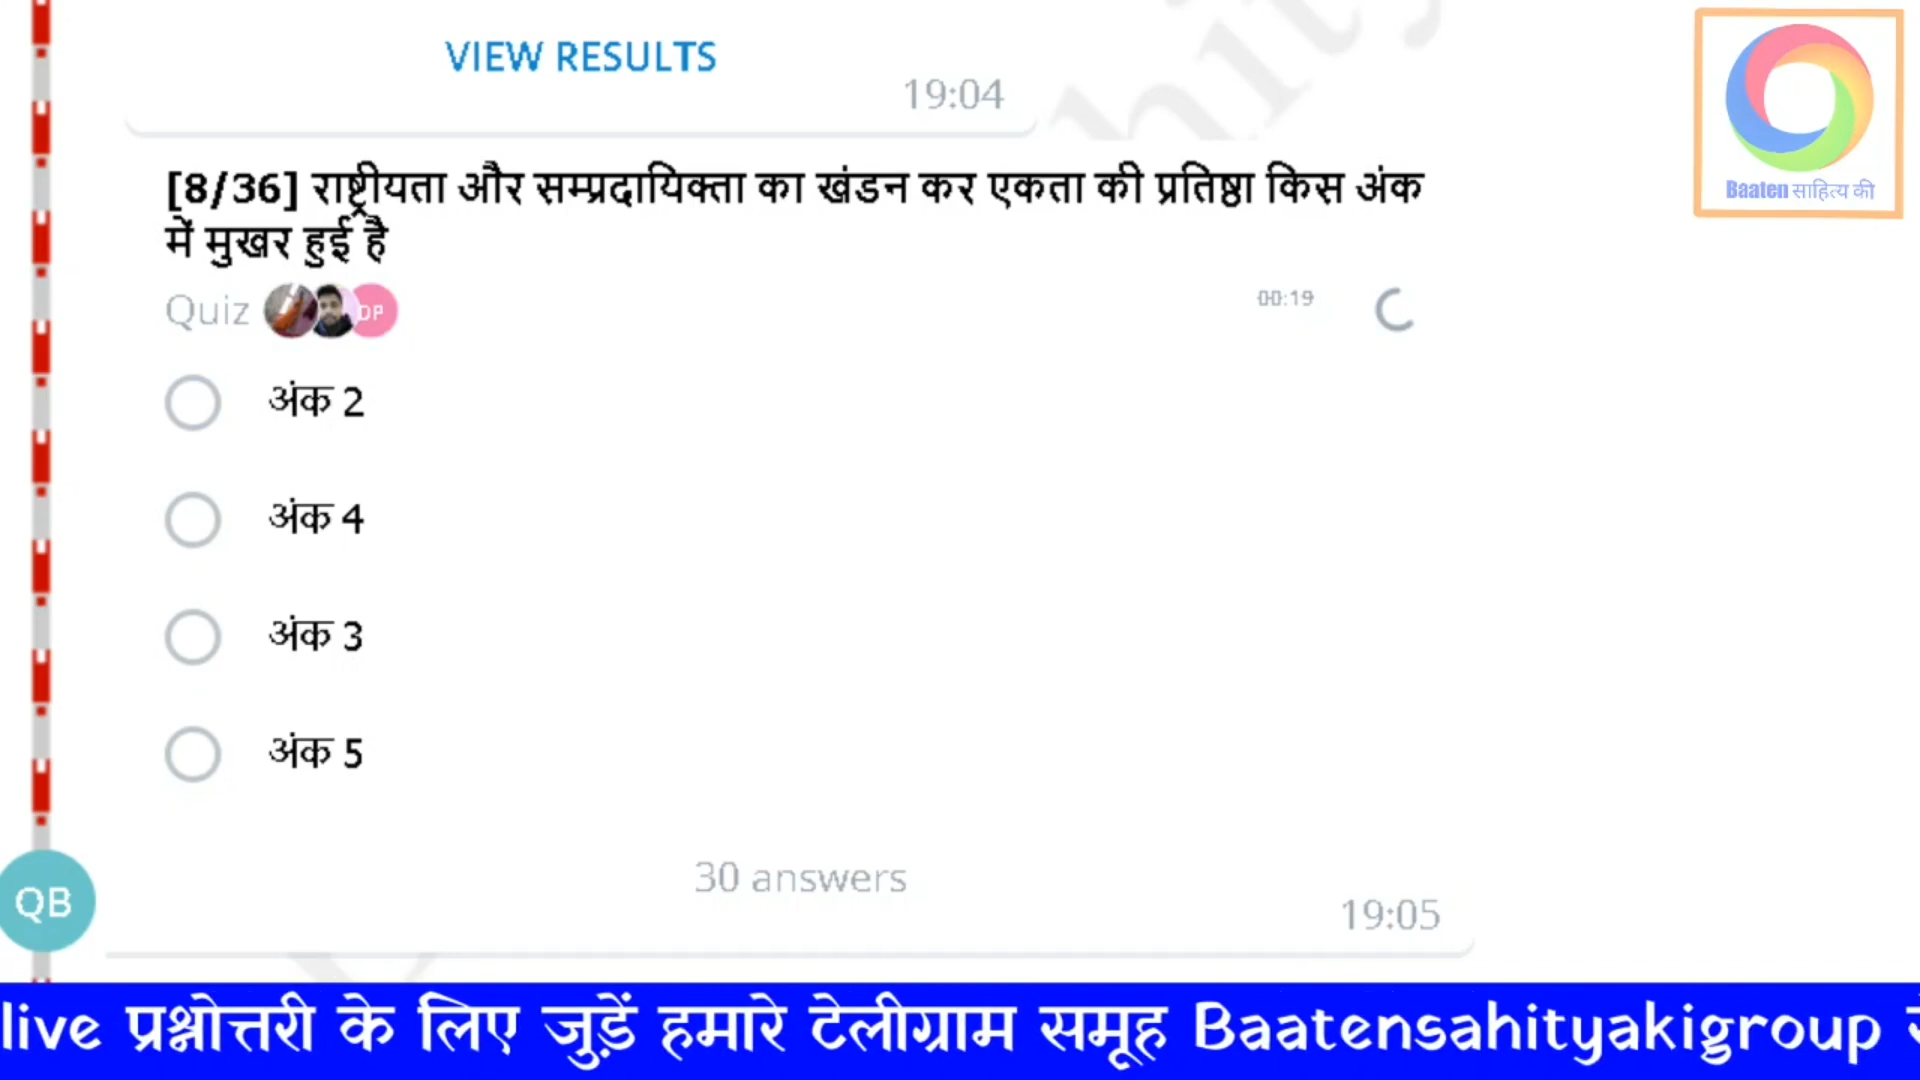 VIEW RESULTS
19:04
[8/36] राष्ट्रीयता और सम्प्रदायिक्ता का खंडन कर एकता की प्रतिष्ठा किस अंक
में मुखर हुई है
Quiz
DP
00:19
अंक 2
अंक 4
अंक 3
अंक 5
30 answers
19:05
QB
Baaten साहित्य की
live प्रश्नोत्तरी के लिए जुड़ें हमारे टेलीग्राम समूह Baatensahityakigroup